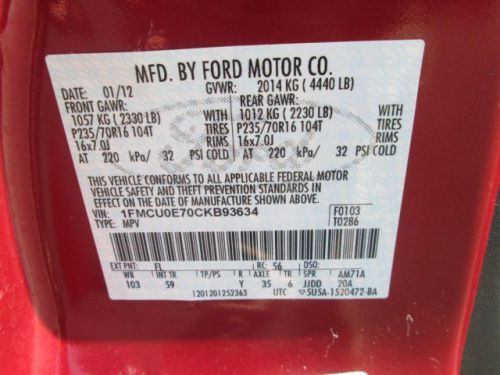 MFD. BY FORD MOTOR CO.
DATE: 01/12 GVWR: 2014 KG ( 4440 LB)
FRONT GAWR: REAR GAWR:
1057 KG ( 2330 LB) WITH 1012 KG ( 2230 LB) WITH
P235/70R16 104T TIRES P235/70R16 104T TIRES
16x7.0J RIMS 16x7.0J RIMS
AT 220 kPa/ 32 PSI COLD AT 220 kPa/ 32 PSI COLD
THIS VEHICLE CONFORMS TO ALL APPLICABLE FEDERAL MOTOR
VEHICLE SAFETY AND THEFT PREVENTION STANDARDS IN
EFFECT ON THE DATE OF MANUFACTURE SHOWN ABOVE.
VIN: 1FMCU0E70CKB93634 F0103
TYPE: MPV T0286
EXT PNT: FL RC: 56 DSO:
WB INT TR TP/PS R AXLE TR SPR AM71A
103 59 Y 35 6 JJDD 20A
1201201252363 UTC 5U5A-1520472-BA